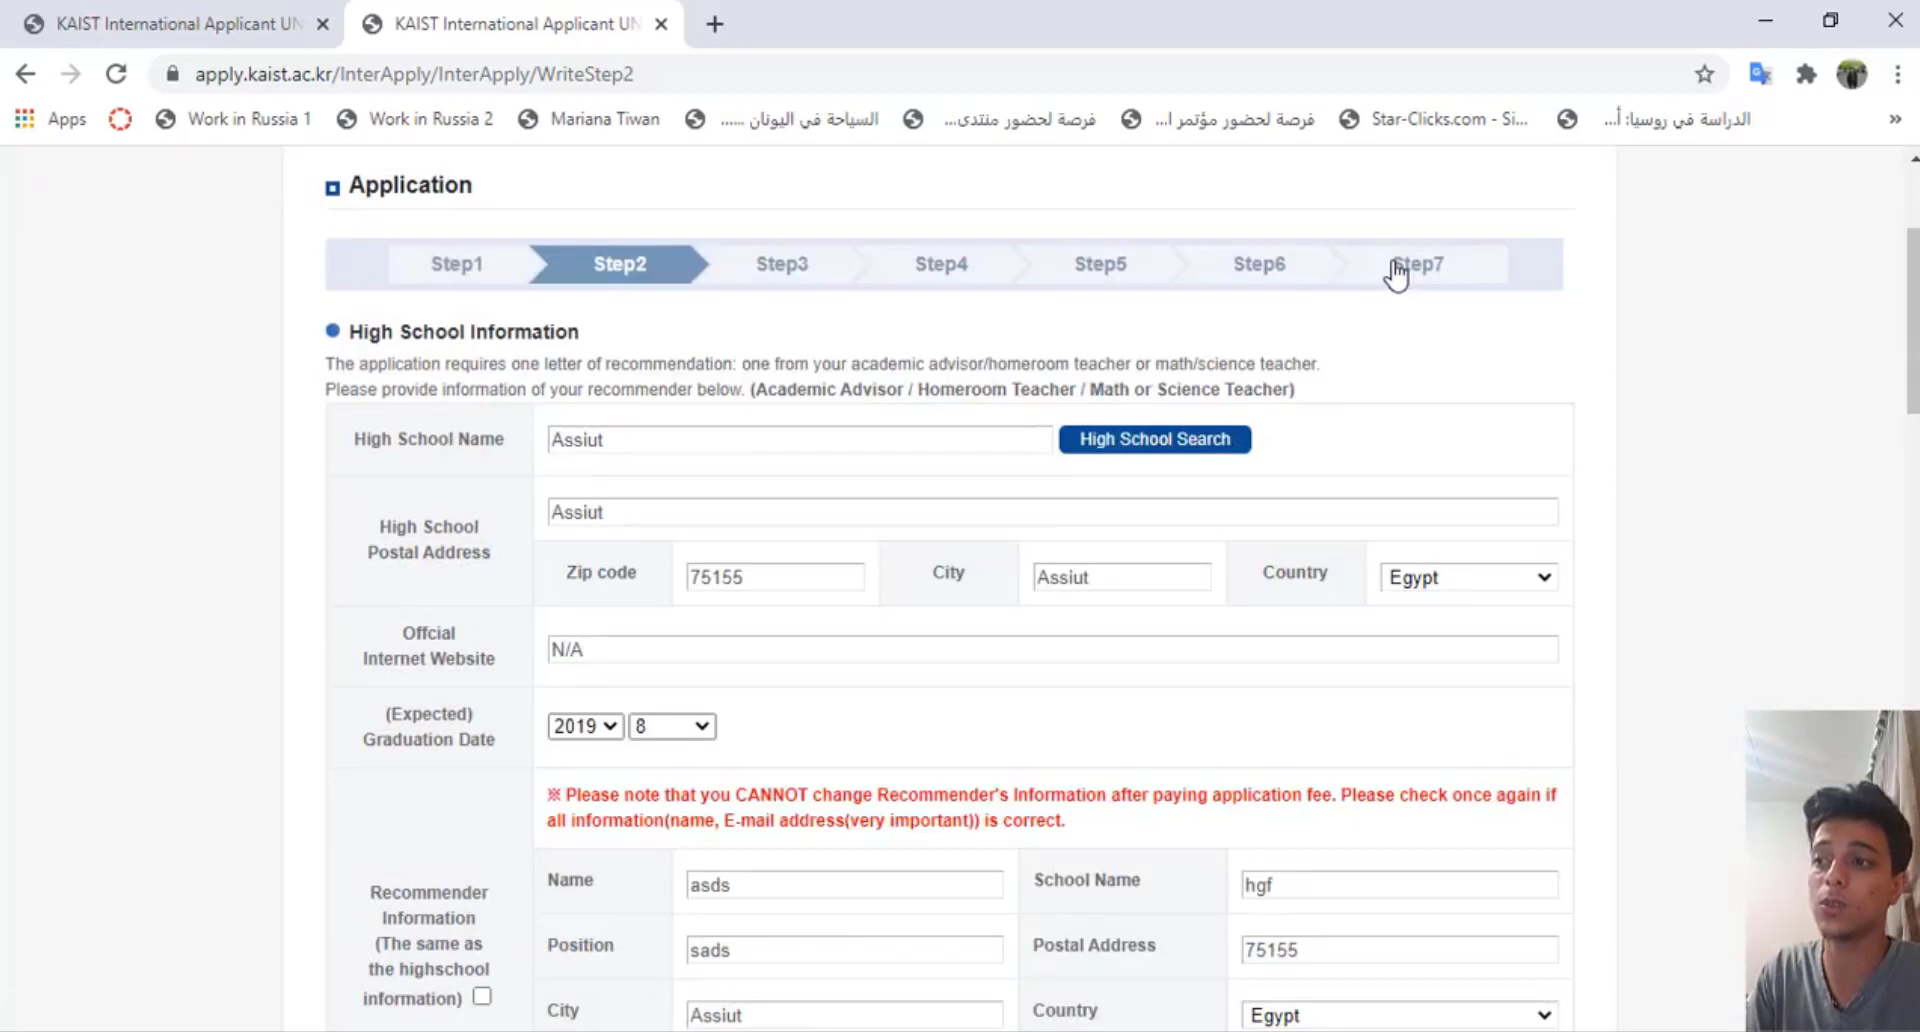 KAIST International Applicant UN
KAIST International Applicant UN
apply.kaist.ac.kr/InterApply/InterApply/WriteStep2
Apps
Work in Russia 1
Work in Russia 2
Mariana Tiwan
السياحة في اليونان ......
فرصة لحضور منتدى...
فرصة لحضور مؤتمر ا...
Star-Clicks.com - Si...
الدراسة في روسيا: أ...
»
Application
Step1
Step2
Step3
Step4
Step5
Step6
Step7
High School Information
The application requires one letter of recommendation: one from your academic advisor/homeroom teacher or math/science teacher.
Please provide information of your recommender below. (Academic Advisor / Homeroom Teacher / Math or Science Teacher)
High School Name
Assiut
High School Search
High School
Postal Address
Assiut
Zip code
75155
City
Assiut
Country
Egypt
Offcial
Internet Website
N/A
(Expected)
Graduation Date
2019
8
※ Please note that you CANNOT change Recommender's Information after paying application fee. Please check once again if
all information(name, E-mail address(very important)) is correct.
Recommender
Information
(The same as
the highschool
information)
Name
asds
School Name
hgf
Position
sads
Postal Address
75155
City
Assiut
Country
Egypt